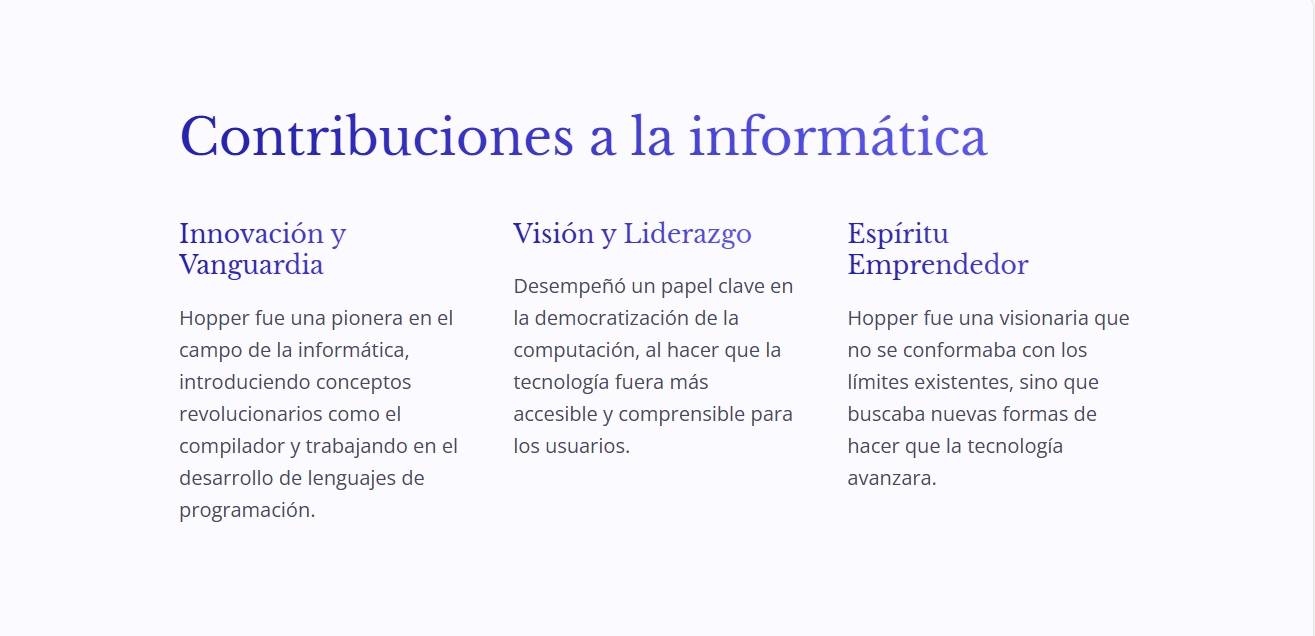 Contribuciones a la informática
Innovación y
Vanguardia
Hopper fue una pionera en el
campo de la informática,
introduciendo conceptos
revolucionarios como el
compilador y trabajando en el
desarrollo de lenguajes de
programación.
Visión y Liderazgo
Desempeñó un papel clave en
la democratización de la
computación, al hacer que la
tecnología fuera más
accesible y comprensible para
los usuarios.
Espíritu
Emprendedor
Hopper fue una visionaria que
no se conformaba con los
límites existentes, sino que
buscaba nuevas formas de
hacer que la tecnología
avanzara.